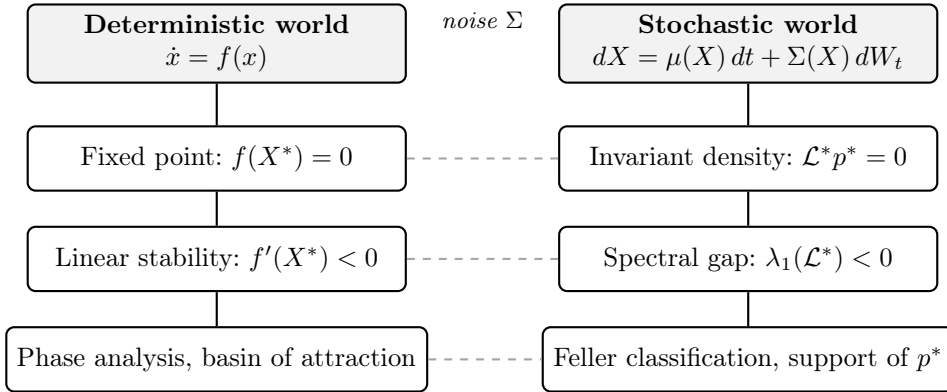 Deterministic world
ẋ = f(x)
noise Σ
Stochastic world
dX = μ(X) dt + Σ(X) dW_t
Fixed point: f(X*) = 0
Invariant density: ℒ*p* = 0
Linear stability: f′(X*) < 0
Spectral gap: λ₁(ℒ*) < 0
Phase analysis, basin of attraction
Feller classification, support of p*